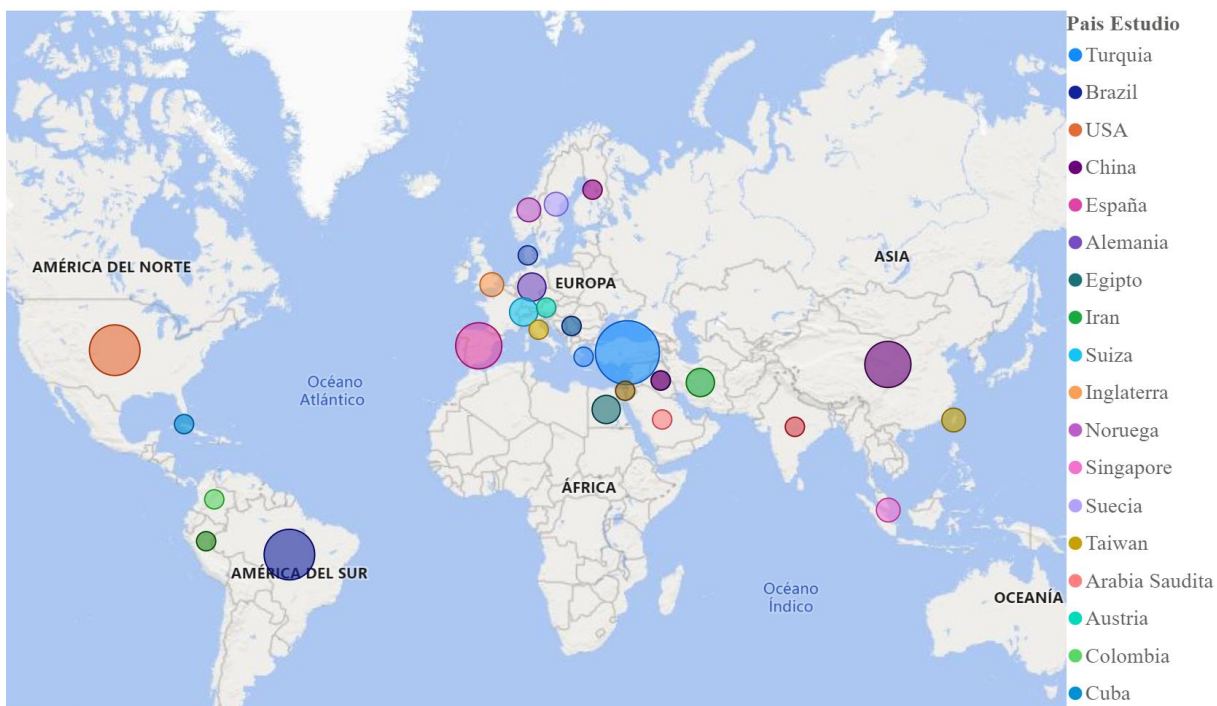 AMÉRICA DEL NORTE
EUROPA
ASIA
Océano
Atlántico
ÁFRICA
AMÉRICA DEL SUR
Océano
Índico
OCEANÍA
Pais Estudio
Turquia
Brazil
USA
China
España
Alemania
Egipto
Iran
Suiza
Inglaterra
Noruega
Singapore
Suecia
Taiwan
Arabia Saudita
Austria
Colombia
Cuba